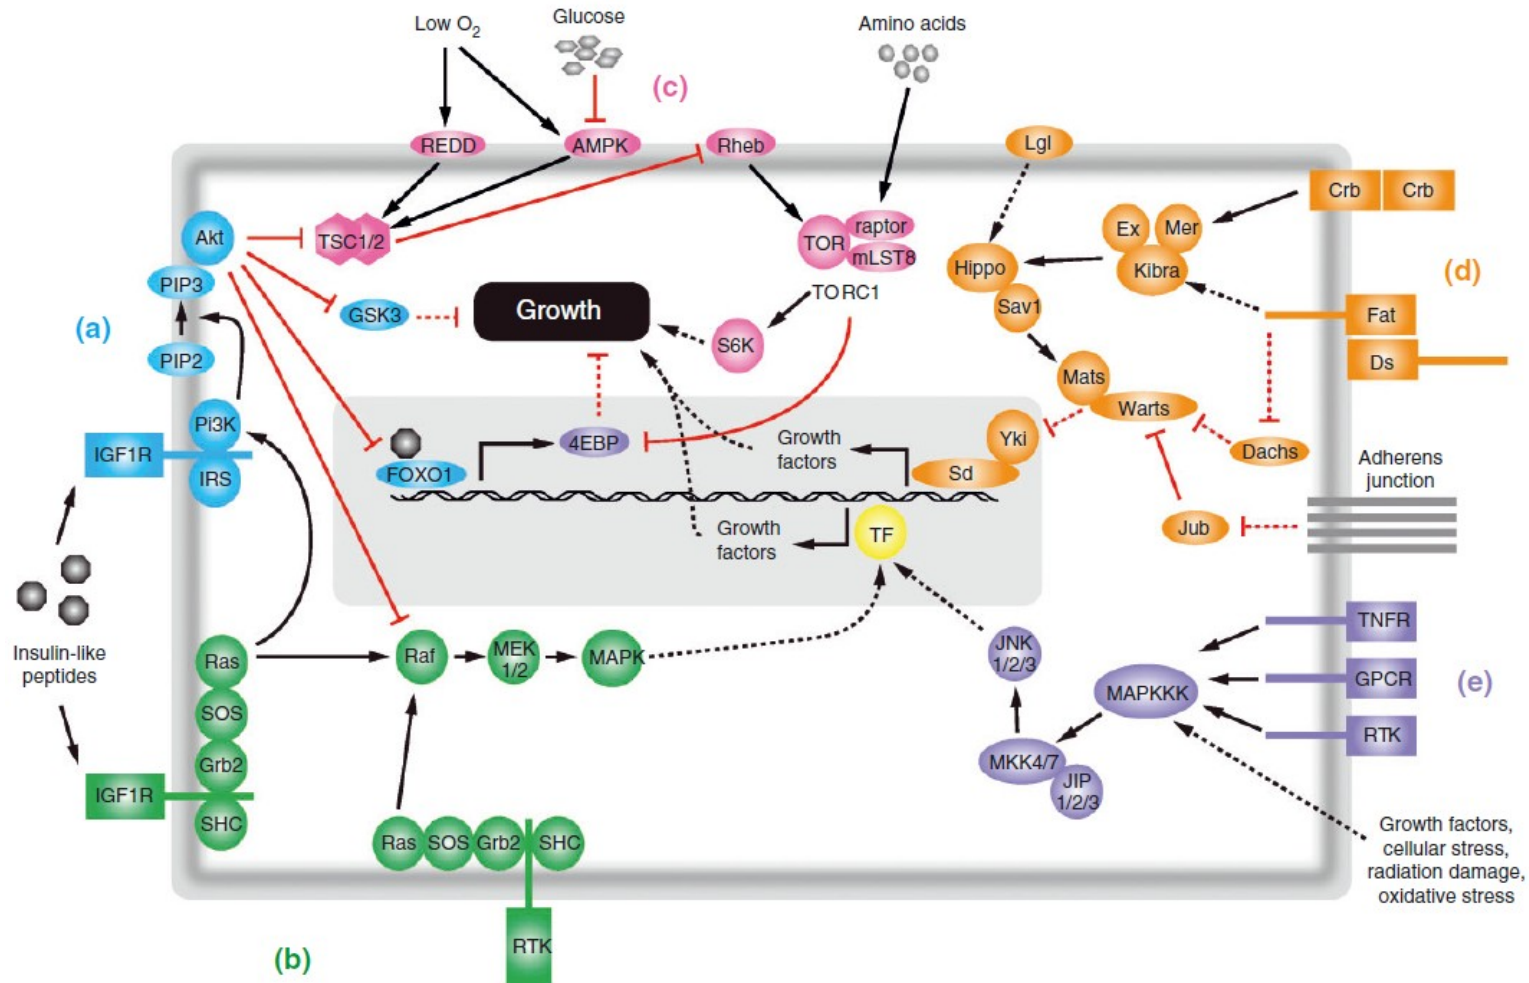 Low O2
Glucose
Amino acids
(c)
REDD
AMPK
Rheb
Lgl
Crb
Crb
Akt
TSC1/2
TOR
raptor
mLST8
TORC1
Ex
Mer
Kibra
Hippo
Sav1
(d)
PIP3
(a)
GSK3
Growth
S6K
Fat
Ds
PIP2
Mats
Warts
Pi3K
IGF1R
IRS
FOXO1
4EBP
Growth
factors
Yki
Sd
Dachs
Adherens
junction
Growth
factors
TF
Jub
Insulin-like
peptides
Ras
SOS
Grb2
SHC
IGF1R
Raf
MEK
1/2
MAPK
JNK
1/2/3
MAPKKK
MKK4/7
JIP
1/2/3
TNFR
GPCR
RTK
(e)
Ras
SOS
Grb2
SHC
RTK
(b)
Growth factors,
cellular stress,
radiation damage,
oxidative stress